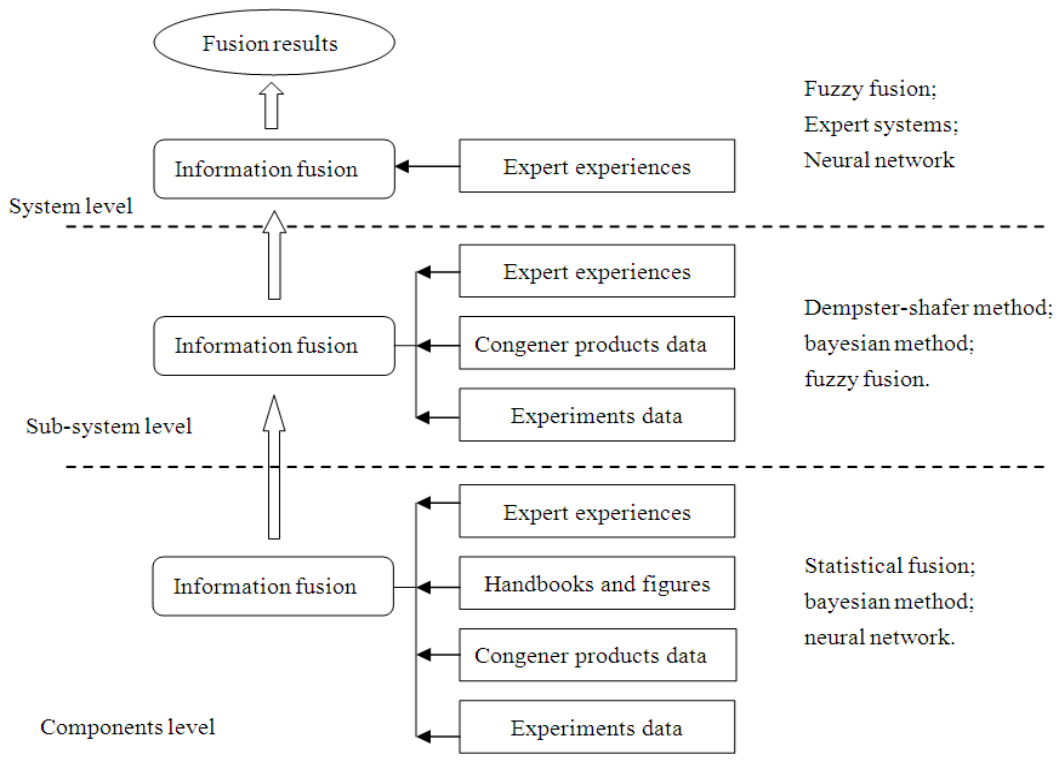 Fusion results
Fuzzy fusion;
Expert systems;
Neural network
Information fusion
Expert experiences
System level
Expert experiences
Information fusion
Congener products data
Experiments data
Dempster-shafer method;
bayesian method;
fuzzy fusion.
Sub-system level
Expert experiences
Information fusion
Handbooks and figures
Congener products data
Experiments data
Statistical fusion;
bayesian method;
neural network.
Components level